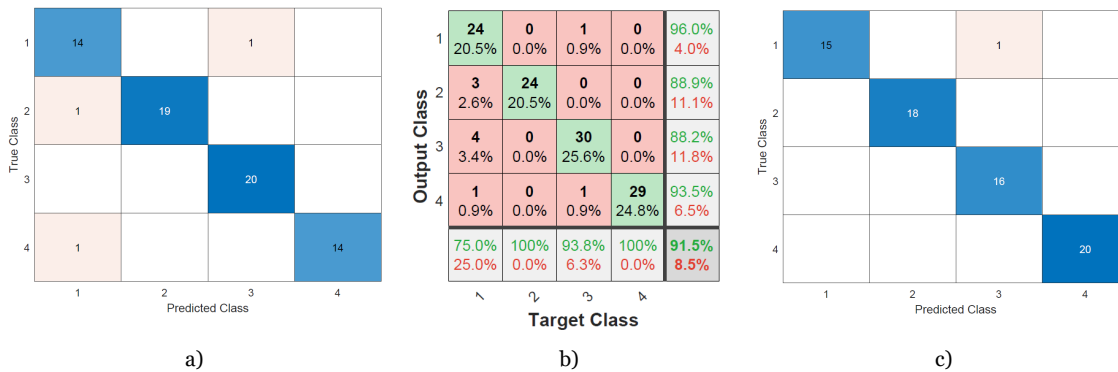 1 14 1
2 1 19
3 20
4 1 14
1 2 3 4
True Class
Predicted Class
a)
1 24 0 1 0 96.0%
20.5% 0.0% 0.9% 0.0% 4.0%
2 3 24 0 0 88.9%
2.6% 20.5% 0.0% 0.0% 11.1%
3 4 0 30 0 88.2%
3.4% 0.0% 25.6% 0.0% 11.8%
4 1 0 1 29 93.5%
0.9% 0.0% 0.9% 24.8% 6.5%
75.0% 100% 93.8% 100% 91.5%
25.0% 0.0% 6.3% 0.0% 8.5%
1 2 3 4
Output Class
Target Class
b)
1 15 1
2 18
3 16
4 20
1 2 3 4
True Class
Predicted Class
c)